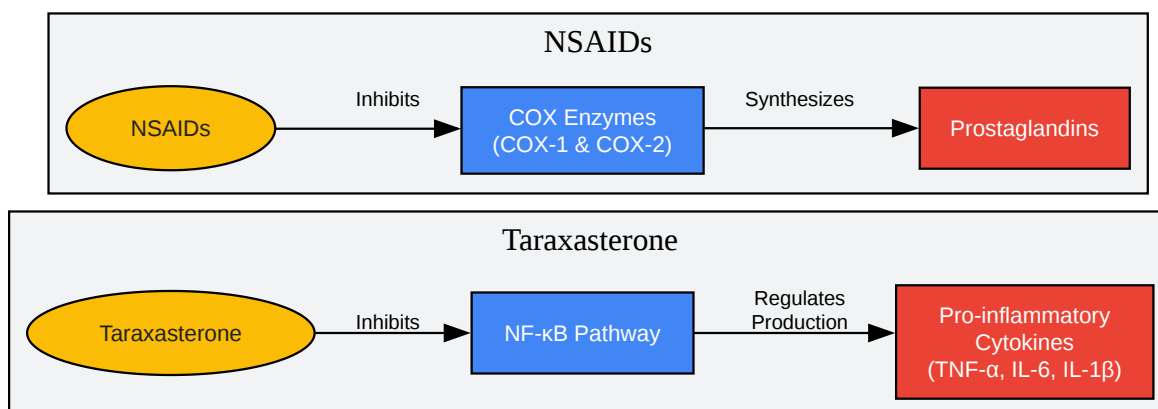 NSAIDs
NSAIDs
Inhibits
COX Enzymes
(COX-1 & COX-2)
Synthesizes
Prostaglandins
Taraxasterone
Taraxasterone
Inhibits
NF-κB Pathway
Regulates
Production
Pro-inflammatory
Cytokines
(TNF-α, IL-6, IL-1β)